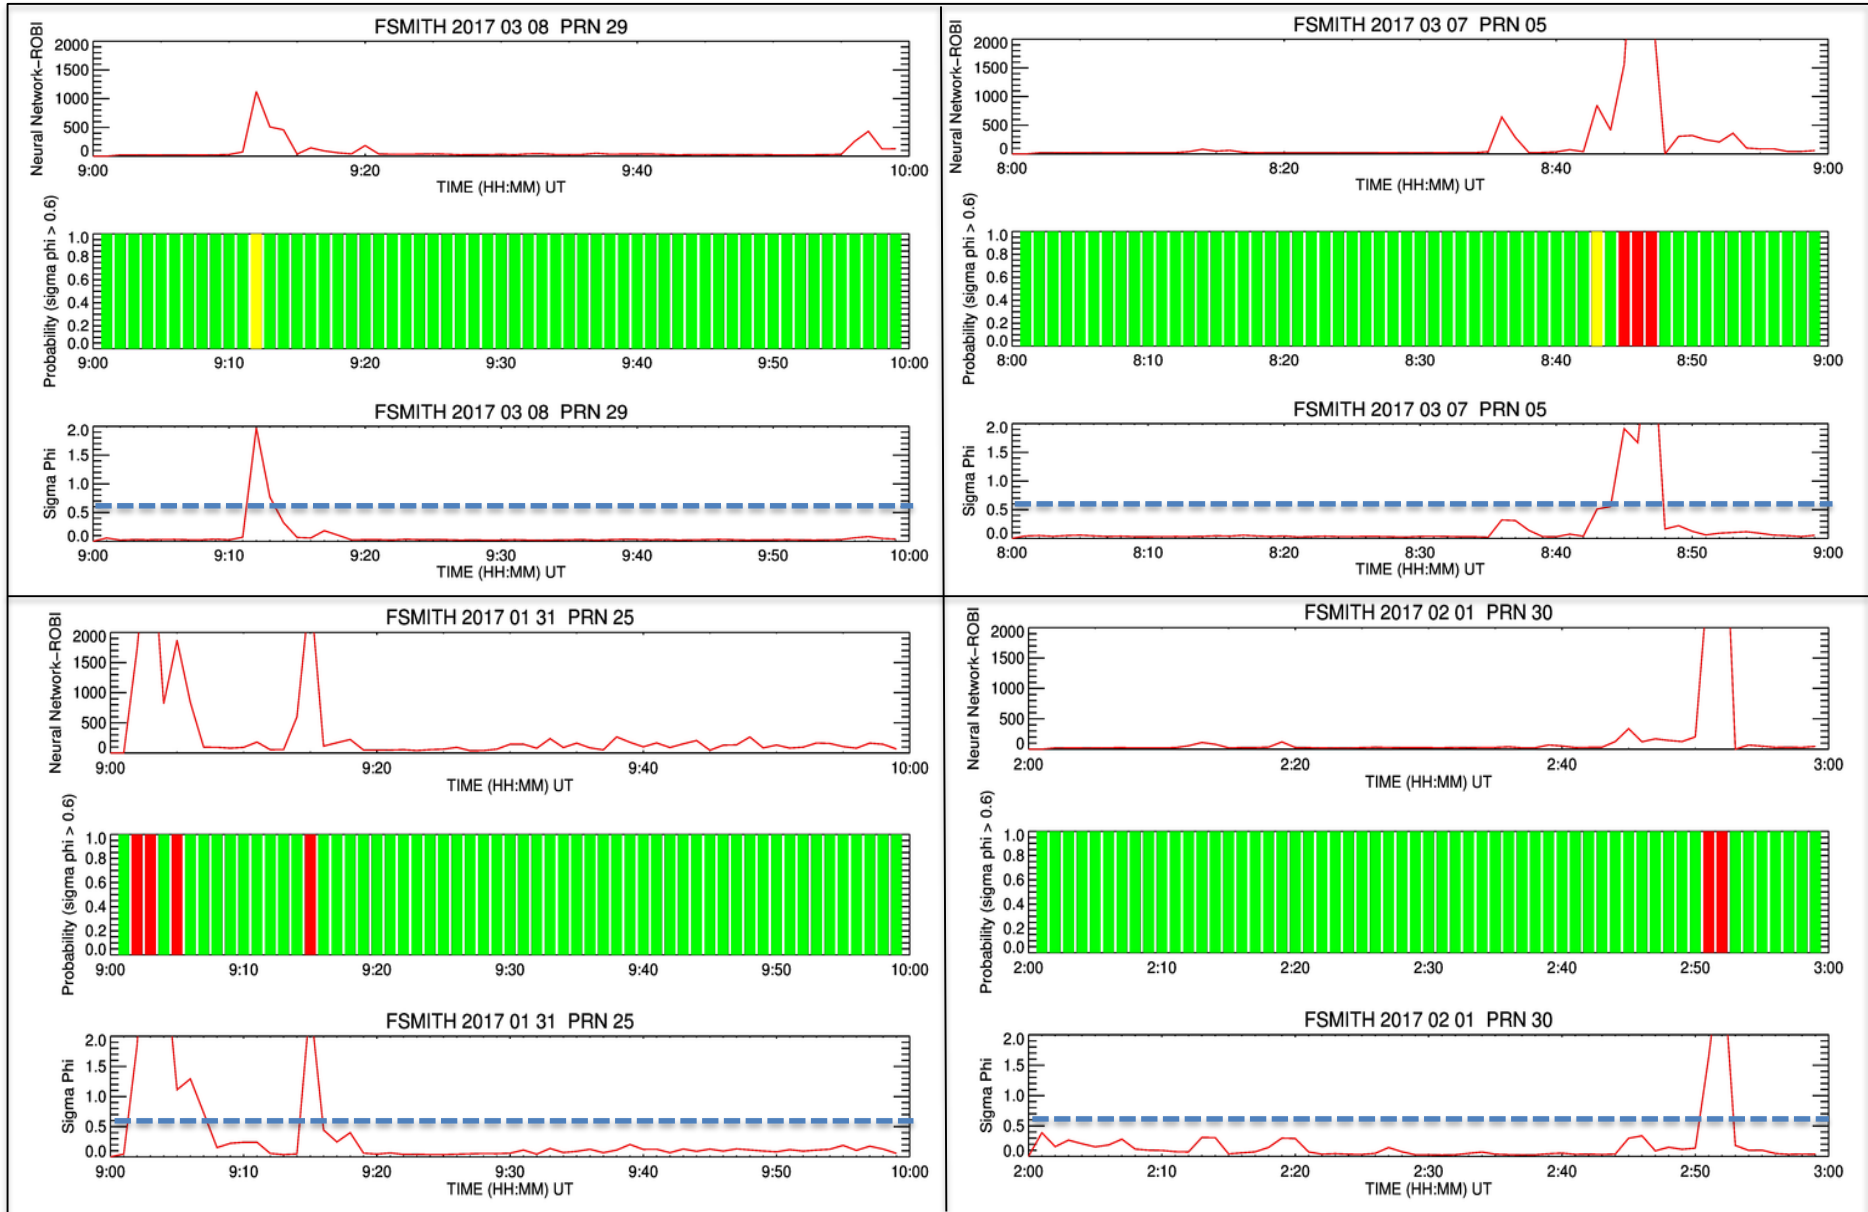 FSMITH 2017 03 08 PRN 29
Neural Network-ROBI
2000
1500
1000
500
0
9:00 9:20 9:40 10:00
TIME (HH:MM) UT
Probability (sigma phi > 0.6)
1.0
0.8
0.6
0.4
0.2
0.0
9:00 9:10 9:20 9:30 9:40 9:50 10:00
FSMITH 2017 03 08 PRN 29
Sigma Phi
2.0
1.5
1.0
0.5
0.0
9:00 9:10 9:20 9:30 9:40 9:50 10:00
TIME (HH:MM) UT
FSMITH 2017 03 07 PRN 05
Neural Network-ROBI
2000
1500
1000
500
0
8:00 8:20 8:40 9:00
TIME (HH:MM) UT
Probability (sigma phi > 0.6)
1.0
0.8
0.6
0.4
0.2
0.0
8:00 8:10 8:20 8:30 8:40 8:50 9:00
FSMITH 2017 03 07 PRN 05
Sigma Phi
2.0
1.5
1.0
0.5
0.0
8:00 8:10 8:20 8:30 8:40 8:50 9:00
TIME (HH:MM) UT
FSMITH 2017 01 31 PRN 25
Neural Network-ROBI
2000
1500
1000
500
0
9:00 9:20 9:40 10:00
TIME (HH:MM) UT
Probability (sigma phi > 0.6)
1.0
0.8
0.6
0.4
0.2
0.0
9:00 9:10 9:20 9:30 9:40 9:50 10:00
FSMITH 2017 01 31 PRN 25
Sigma Phi
2.0
1.5
1.0
0.5
0.0
9:00 9:10 9:20 9:30 9:40 9:50 10:00
TIME (HH:MM) UT
FSMITH 2017 02 01 PRN 30
Neural Network-ROBI
2000
1500
1000
500
0
2:00 2:20 2:40 3:00
TIME (HH:MM) UT
Probability (sigma phi > 0.6)
1.0
0.8
0.6
0.4
0.2
0.0
2:00 2:10 2:20 2:30 2:40 2:50 3:00
FSMITH 2017 02 01 PRN 30
Sigma Phi
2.0
1.5
1.0
0.5
0.0
2:00 2:10 2:20 2:30 2:40 2:50 3:00
TIME (HH:MM) UT